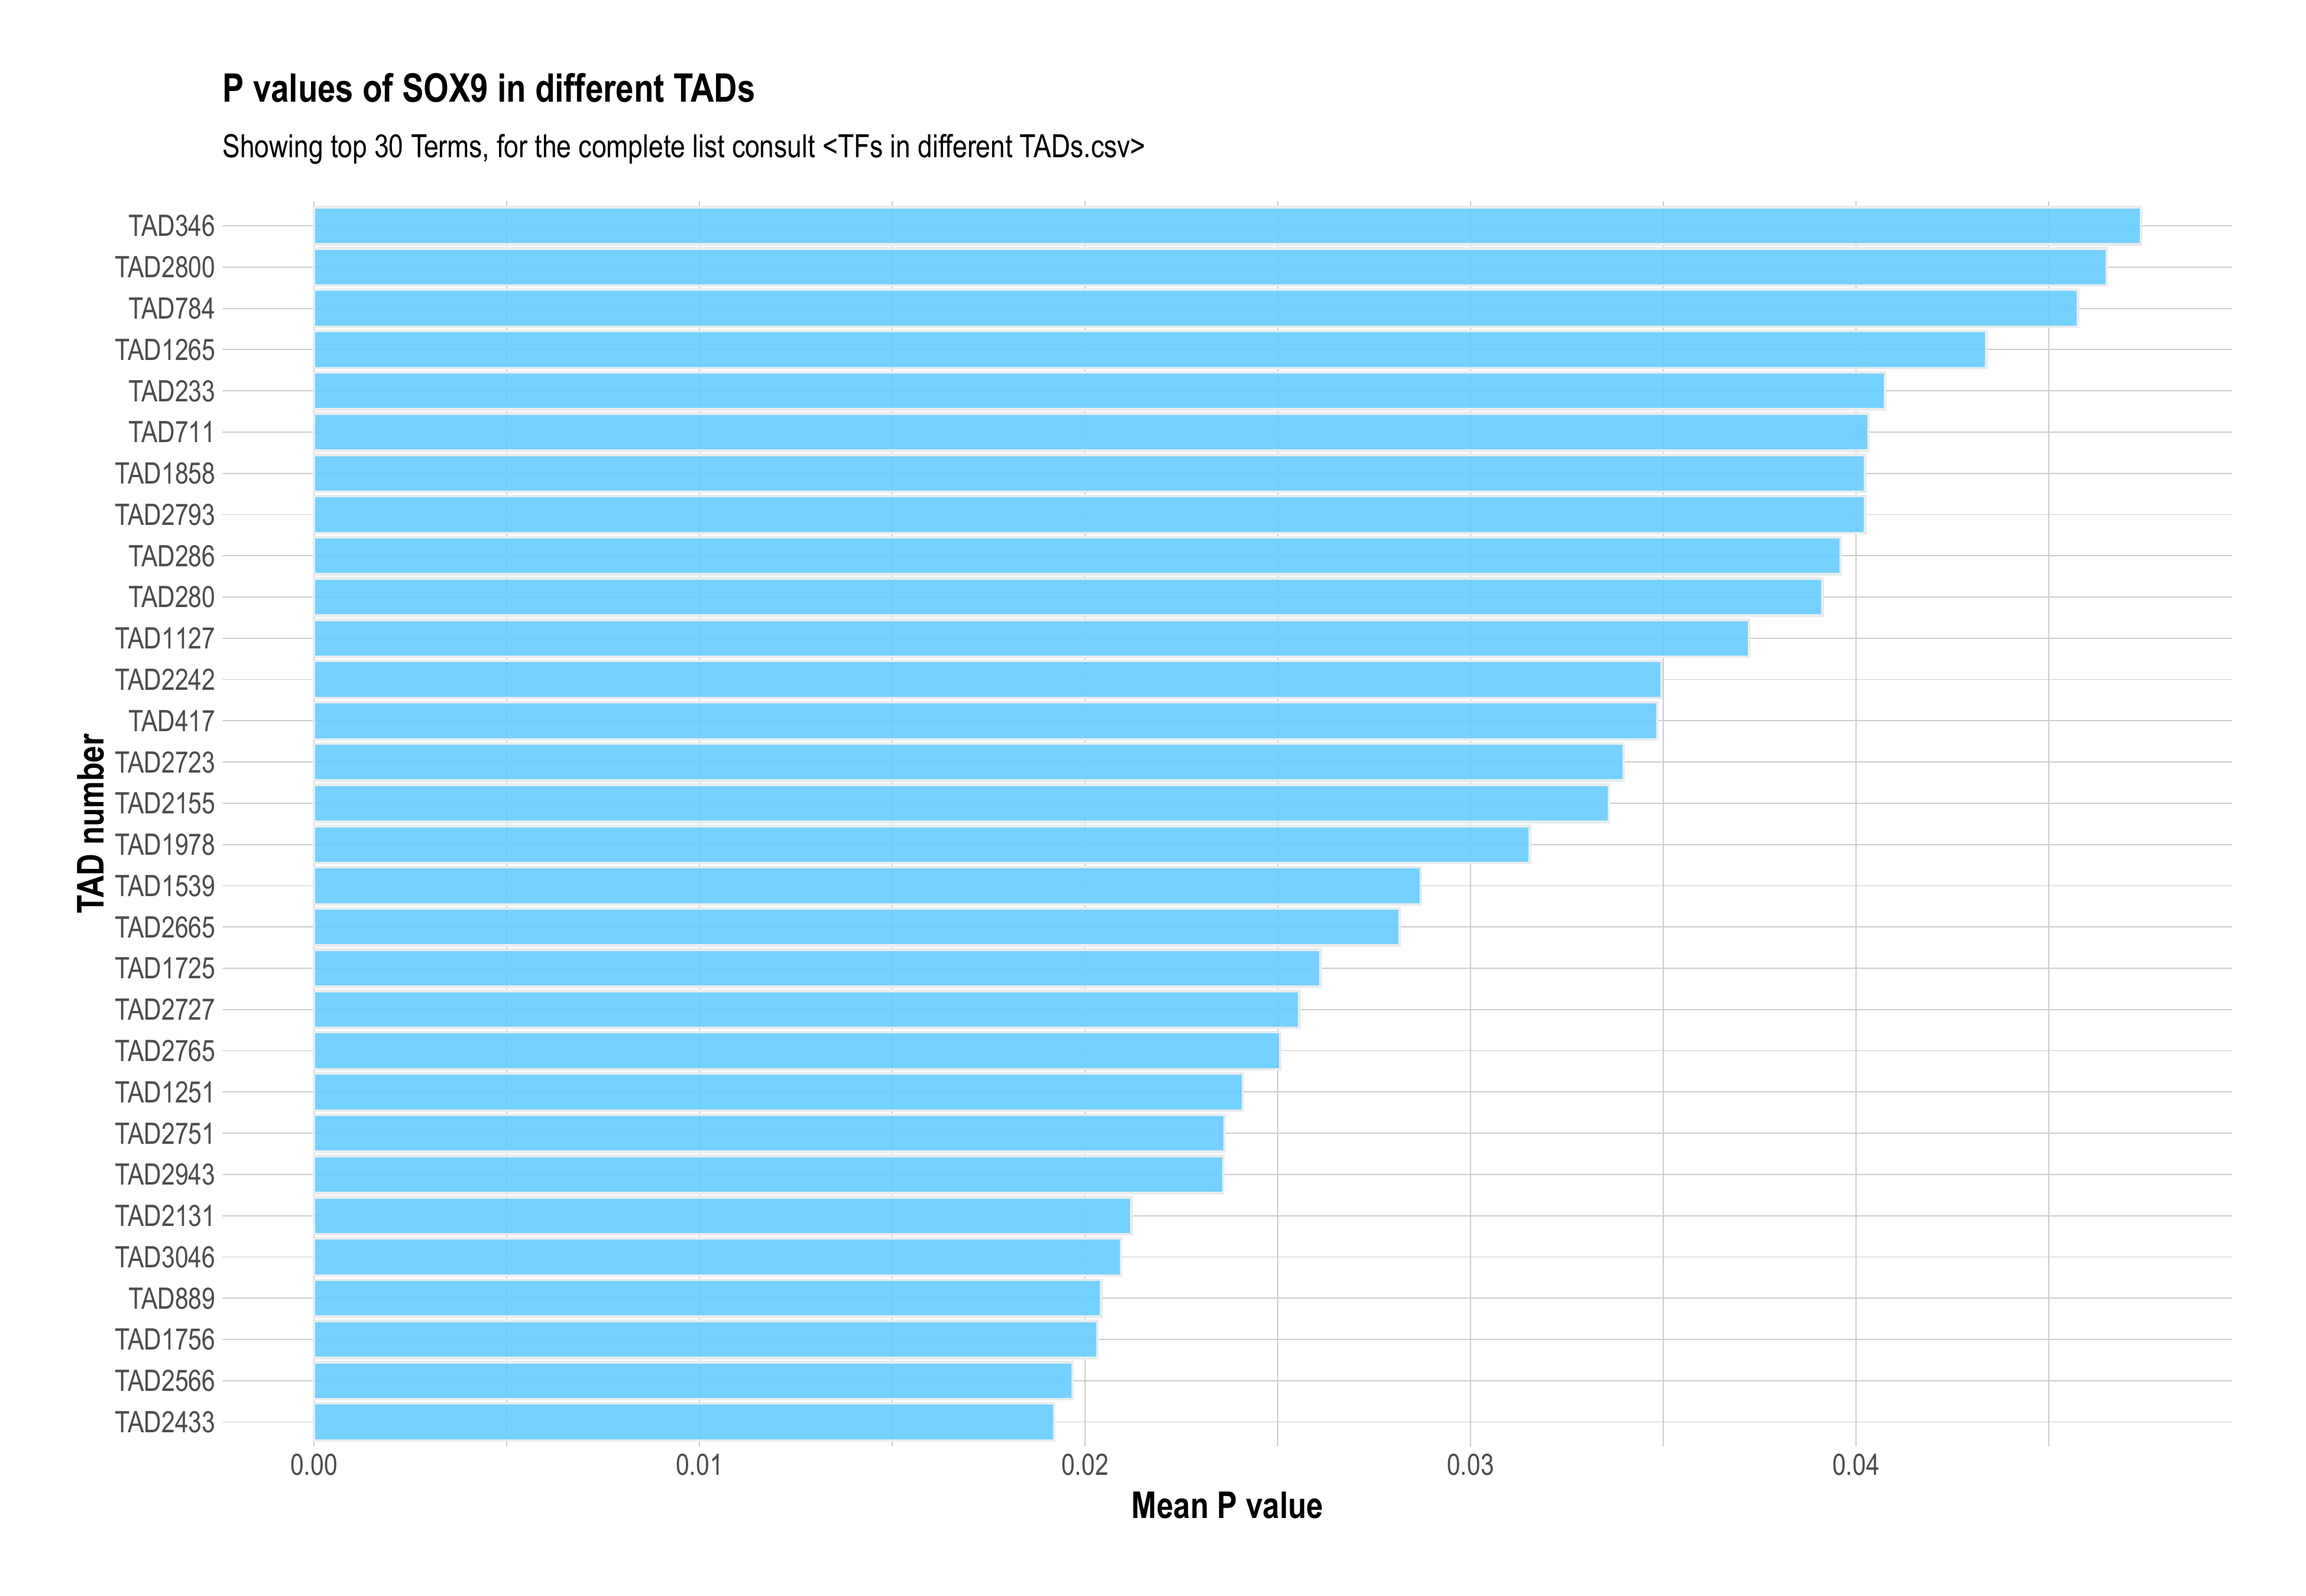 P values of SOX9 in different TADs
Showing top 30 Terms, for the complete list consult <TFs in different TADs.csv>
TAD number
TAD346
TAD2800
TAD784
TAD1265
TAD233
TAD711
TAD1858
TAD2793
TAD286
TAD280
TAD1127
TAD2242
TAD417
TAD2723
TAD2155
TAD1978
TAD1539
TAD2665
TAD1725
TAD2727
TAD2765
TAD1251
TAD2751
TAD2943
TAD2131
TAD3046
TAD889
TAD1756
TAD2566
TAD2433
0.00 0.01 0.02 0.03 0.04
Mean P value